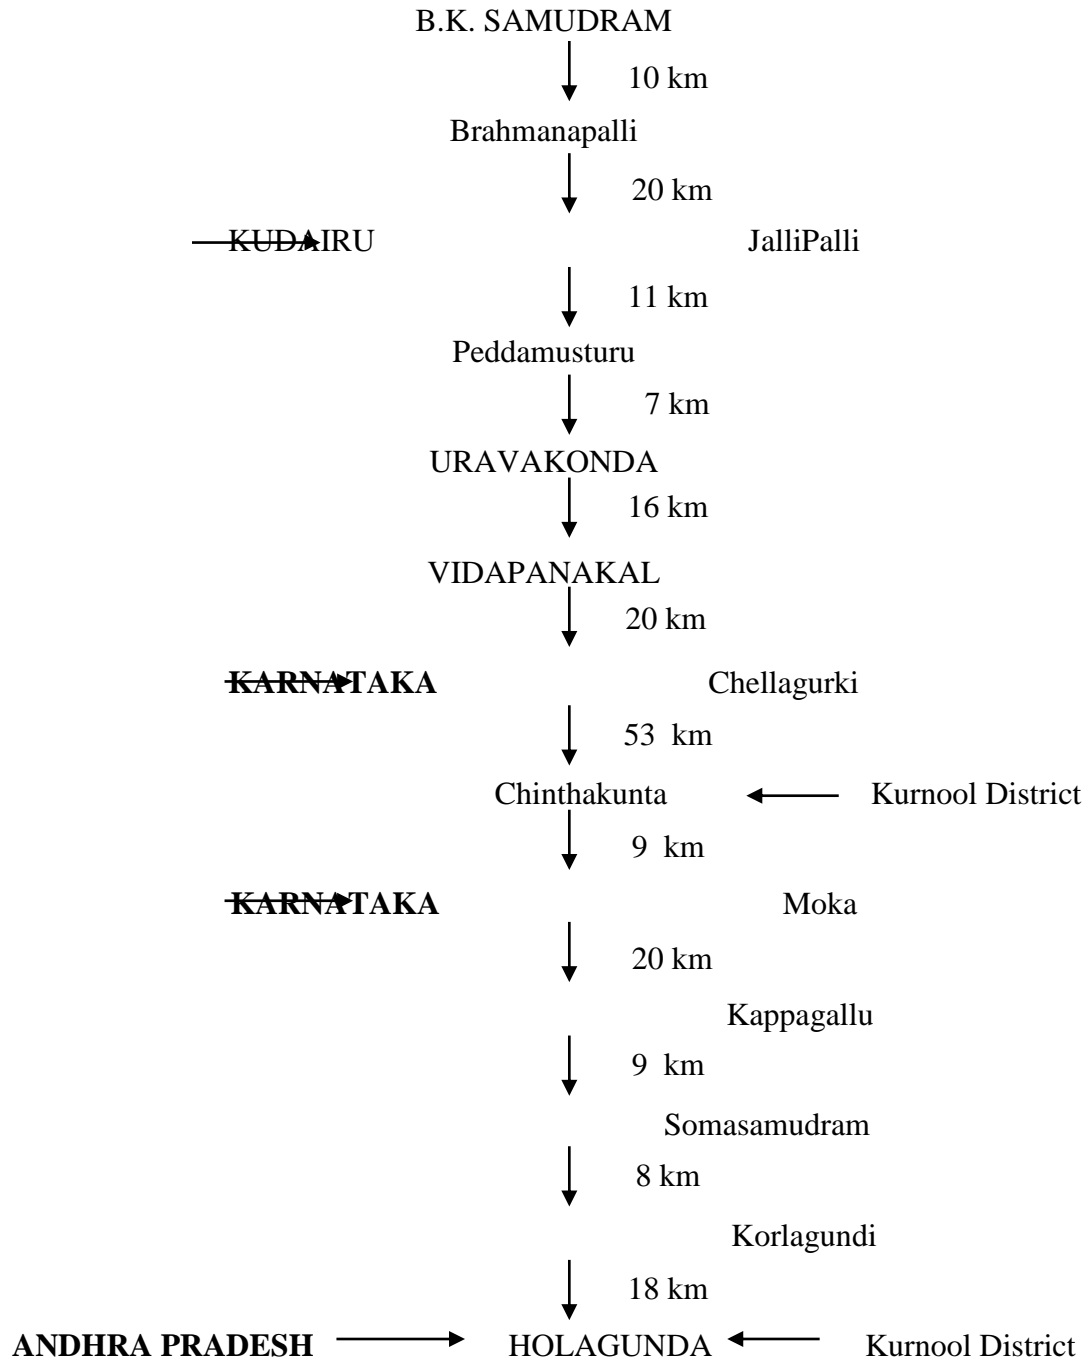 B.K. SAMUDRAM
10 km
Brahmanapalli
20 km
KUDAIRU JalliPalli
11 km
Peddamusturu
7 km
URAVAKONDA
16 km
VIDAPANAKAL
20 km
KARNATAKA Chellagurki
53 km
Chinthakunta Kurnool District
9 km
KARNATAKA Moka
20 km
Kappagallu
9 km
Somasamudram
8 km
Korlagundi
18 km
ANDHRA PRADESH HOLAGUNDA Kurnool District